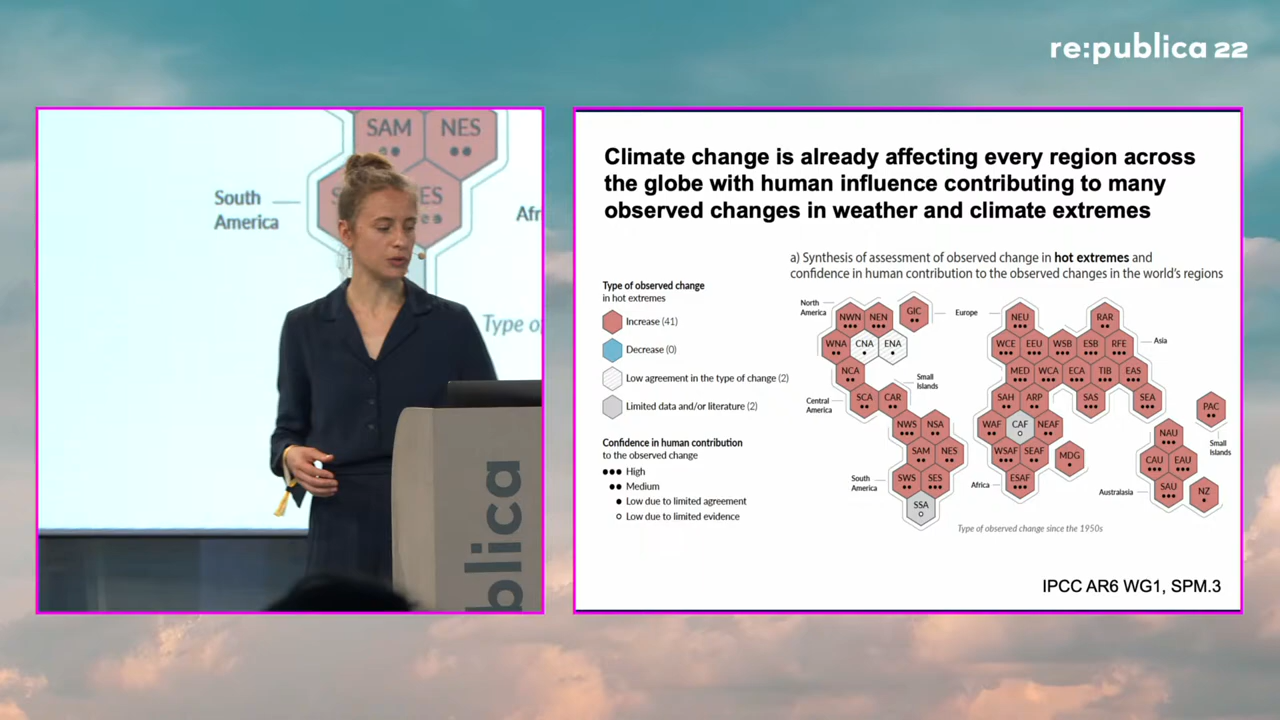 re:publica 22
SAM
NES
South
America
ES
Afr
Type o
blica
Climate change is already affecting every region across
the globe with human influence contributing to many
observed changes in weather and climate extremes
a) Synthesis of assessment of observed change in hot extremes and
confidence in human contribution to the observed changes in the world's regions
Type of observed change
in hot extremes
Increase (41)
Decrease (0)
Low agreement in the type of change (2)
Limited data and/or literature (2)
Confidence in human contribution
to the observed change
High
Medium
Low due to limited agreement
Low due to limited evidence
North
America
NWN NEN GIC
Europe
NEU RAR
WNA CNA ENA
WCE EEU WSB ESB RFE
Asia
NCA
MED WCA ECA TIB EAS
Small
Islands
Central
America
SCA CAR
SAH ARP SAS SEA
PAC
NWS NSA
WAF CAF NEAF
NAU
Small
Islands
SAM NES
WSAF SEAF MDG
CAU EAU
South
America
SWS SES
Africa
ESAF
Australasia
SAU NZ
SSA
Type of observed change since the 1950s
IPCC AR6 WG1, SPM.3